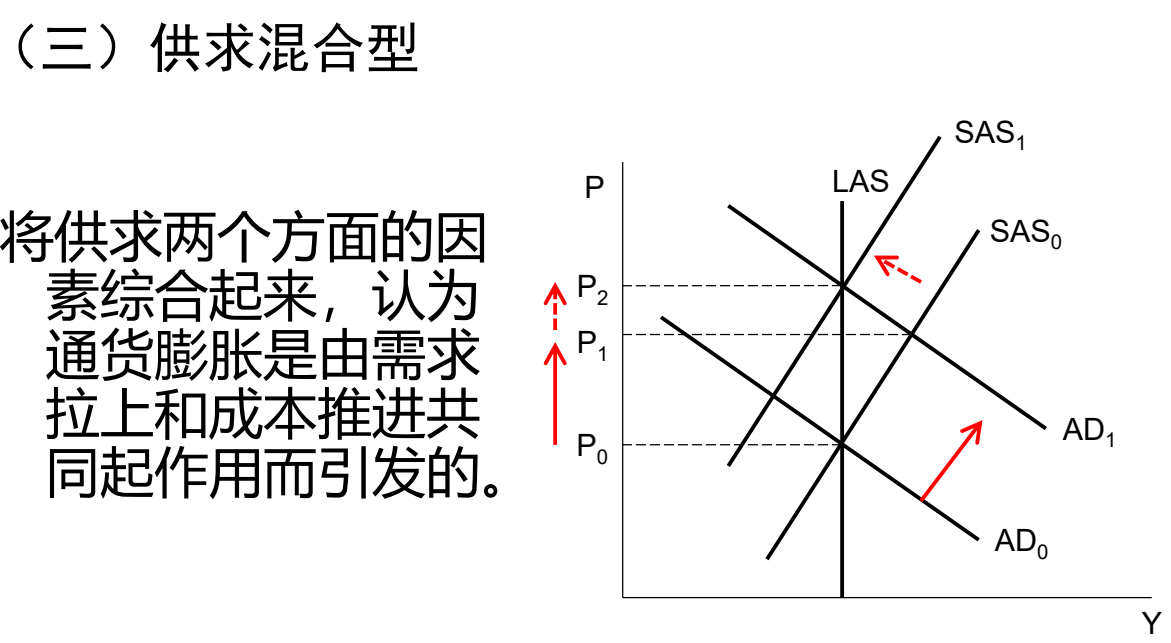 （三）供求混合型
将供求两个方面的因
素综合起来，认为
通货膨胀是由需求
拉上和成本推进共
同起作用而引发的。
SAS₁
P
LAS
SAS₀
P₂
P₁
AD₁
P₀
AD₀
Y